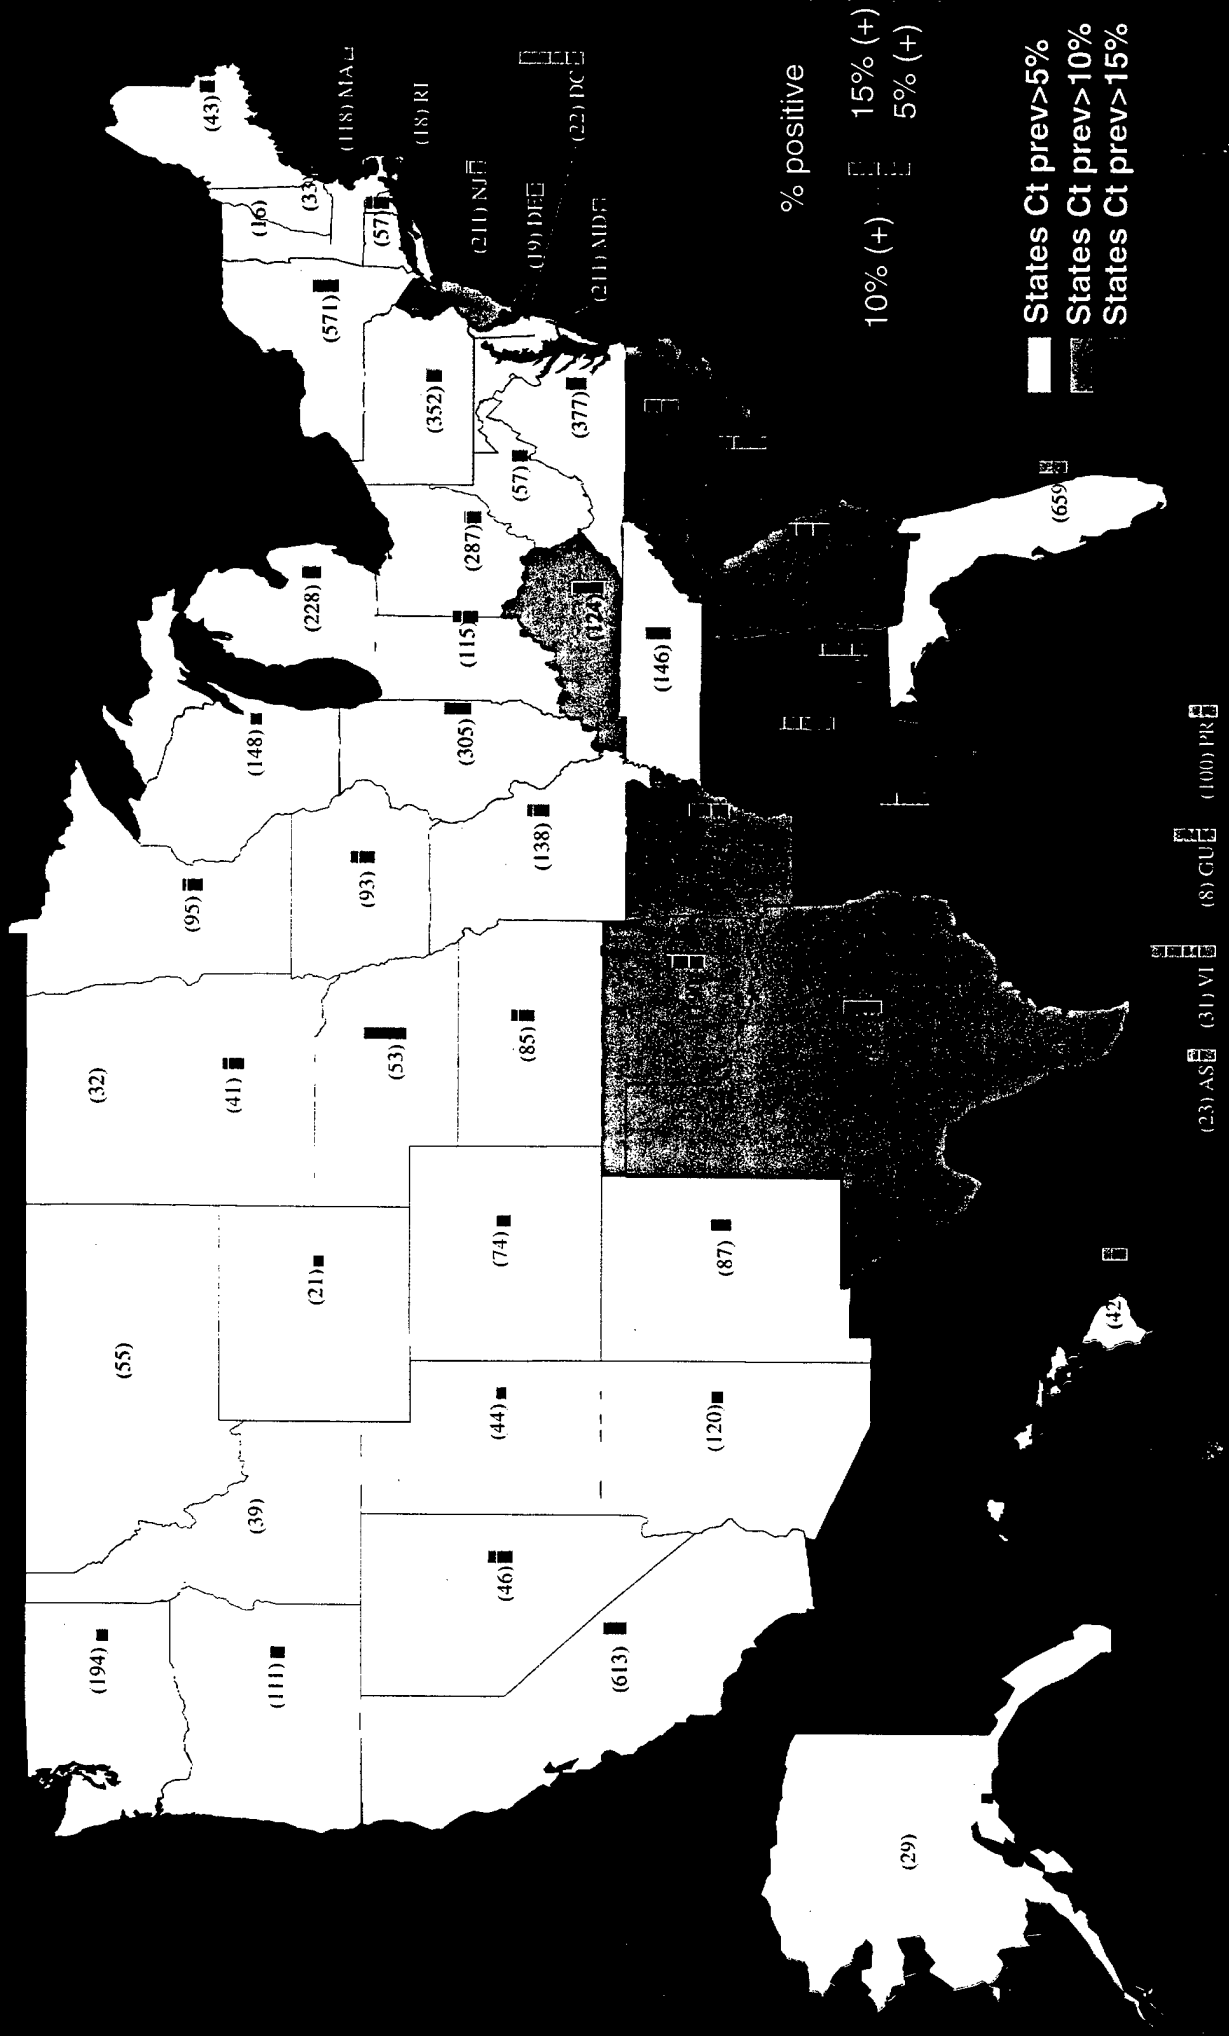 (194)
(111)
(613)
(46)
(39)
(55)
(21)
(44)
(120)
(74)
(87)
(32)
(41)
(53)
(85)
(95)
(93)
(138)
(148)
(305)
(228)
(115)
(287)
(124)
(146)
(57)
(352)
(377)
(571)
(16)
(33)
(57)
(43)
(118) MA
(18) RI
(211) NJ
(19) DE
(22) DC
(211) MD
(659
(29)
(42
(23) AS
(31) VI
(8) GU
(100) PR
% positive
10% (+)
15% (+)
5% (+)
States Ct prev>5%
States Ct prev>10%
States Ct prev>15%